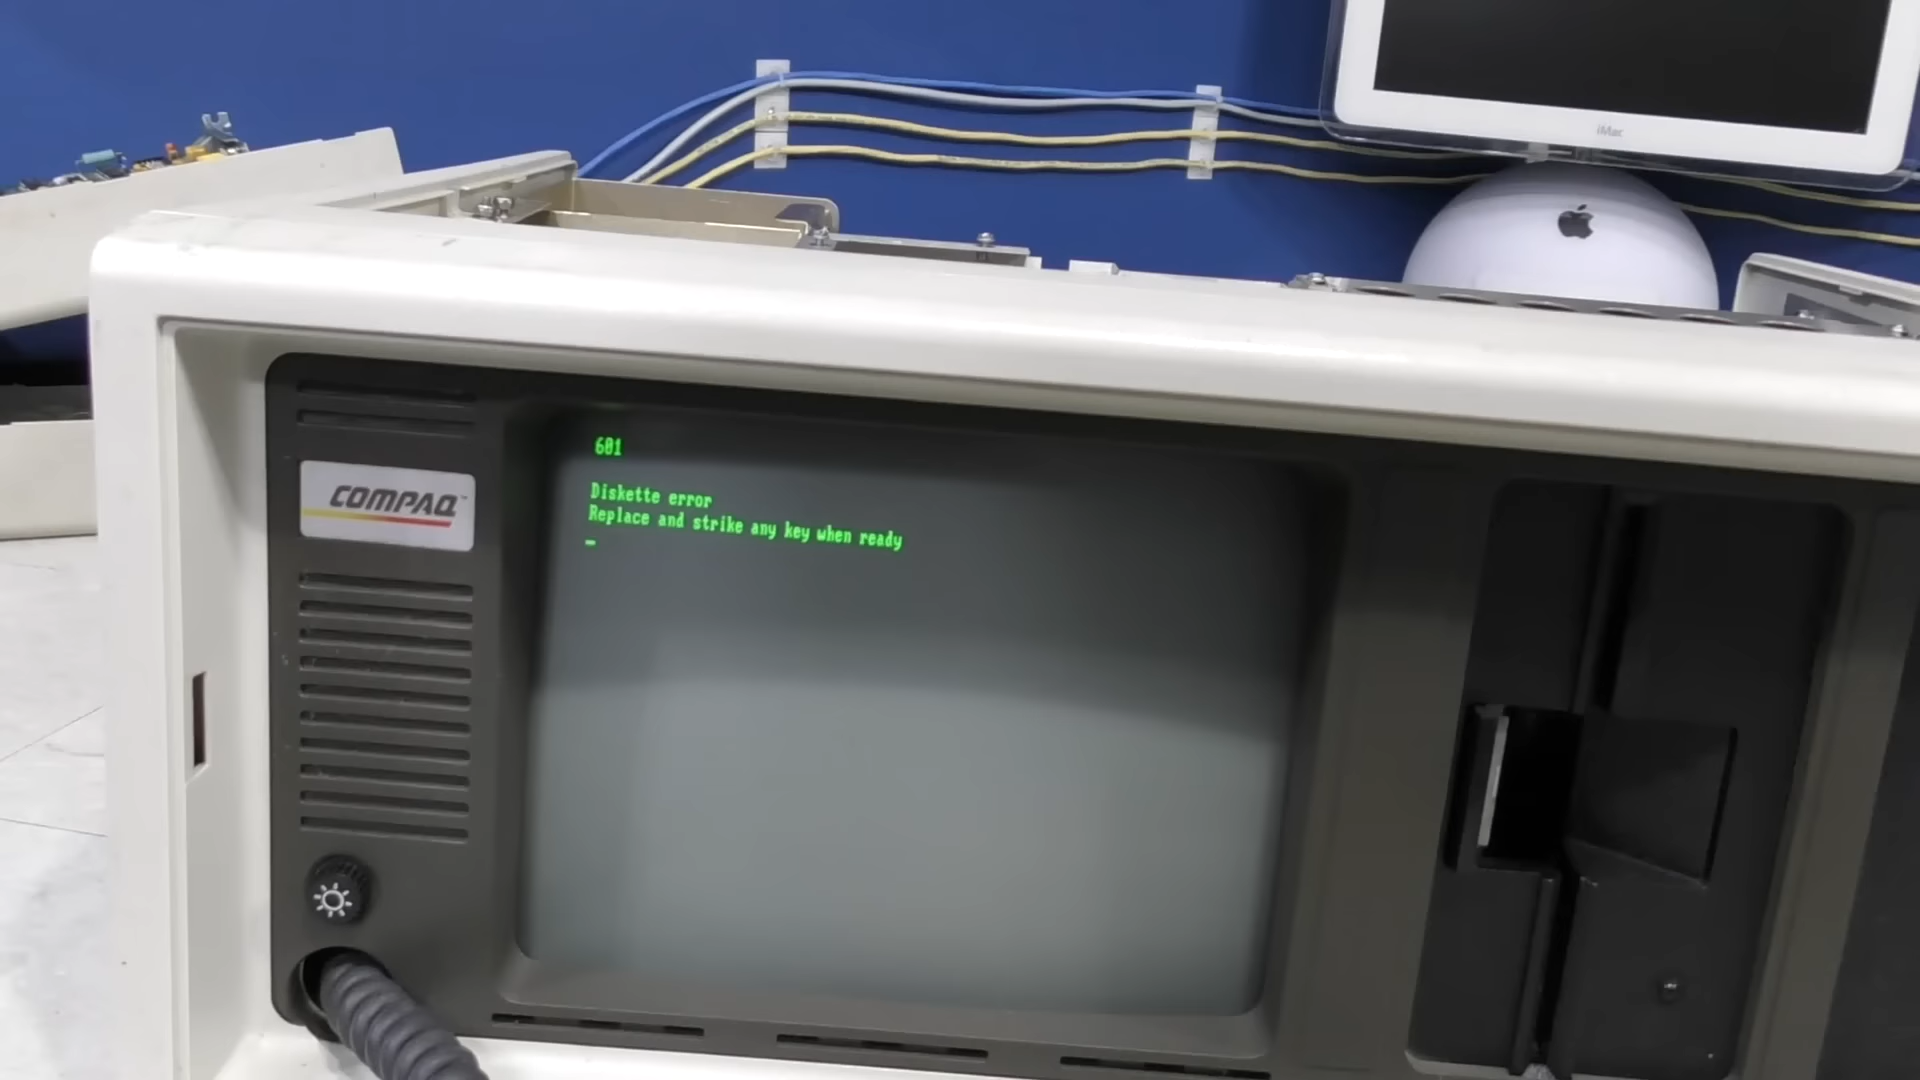 iMac
601
Diskette error
Replace and strike any key when ready
COMPAQ